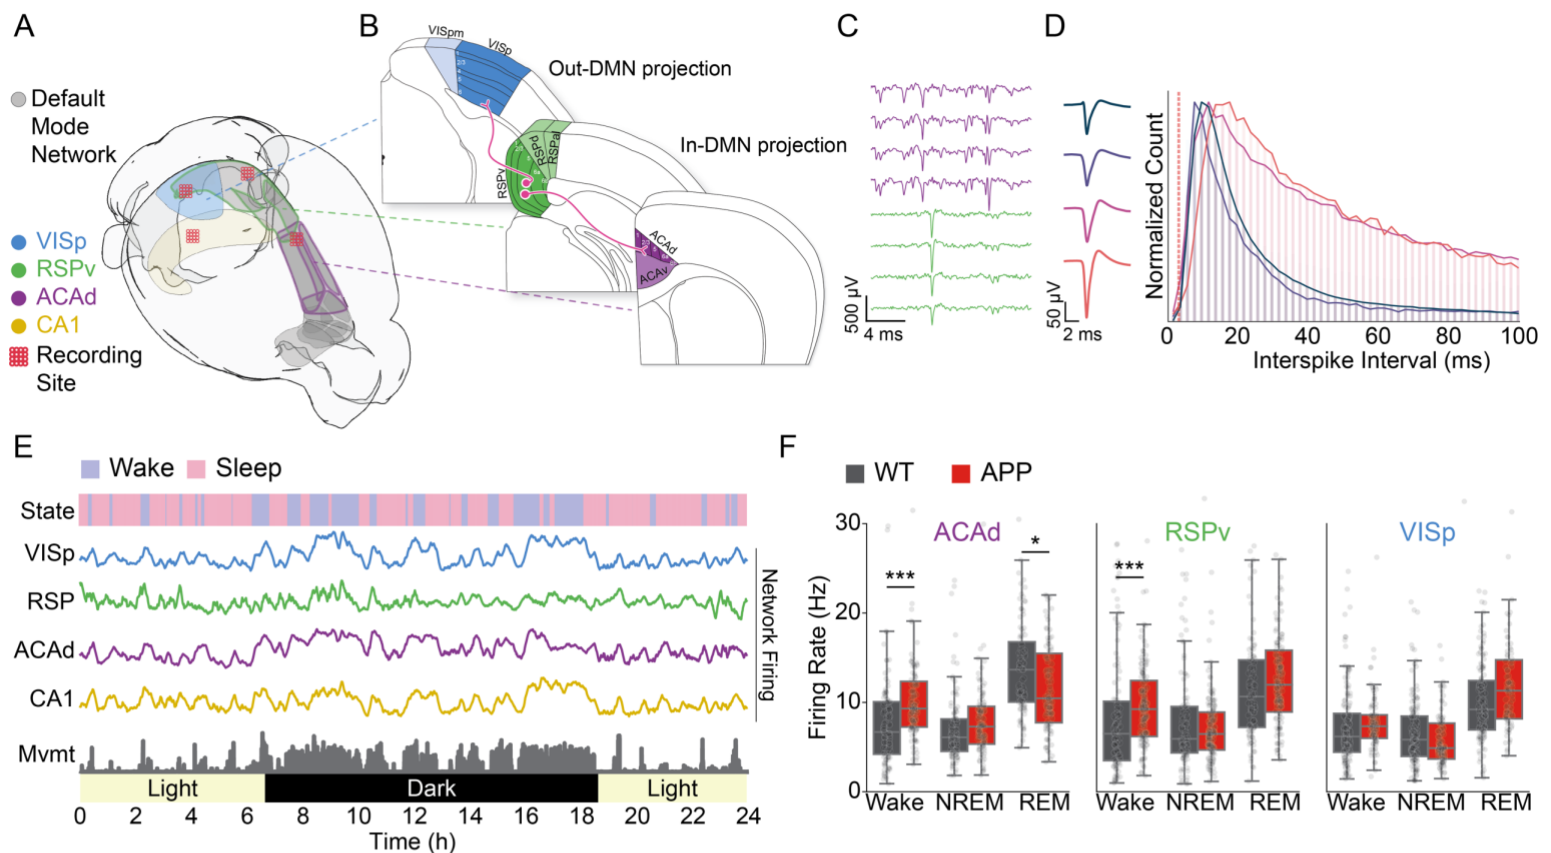 A
B
C
D
Default
Mode
Network
VISp
RSPv
ACAd
CA1
Recording
Site
VISpm
VISp
Out-DMN projection
RSPd
RSPal
RSPv
In-DMN projection
ACAd
ACAv
500 µV
4 ms
50 µV
2 ms
Normalized Count
0 20 40 60 80 100
Interspike Interval (ms)
E
Wake Sleep
State
VISp
RSP
ACAd
CA1
Mvmt
Network Firing
Light Dark Light
0 2 4 6 8 10 12 14 16 18 20 22 24
Time (h)
F
WT APP
Firing Rate (Hz)
30
20
10
0
ACAd RSPv VISp
*** * ***
Wake NREM REM Wake NREM REM Wake NREM REM